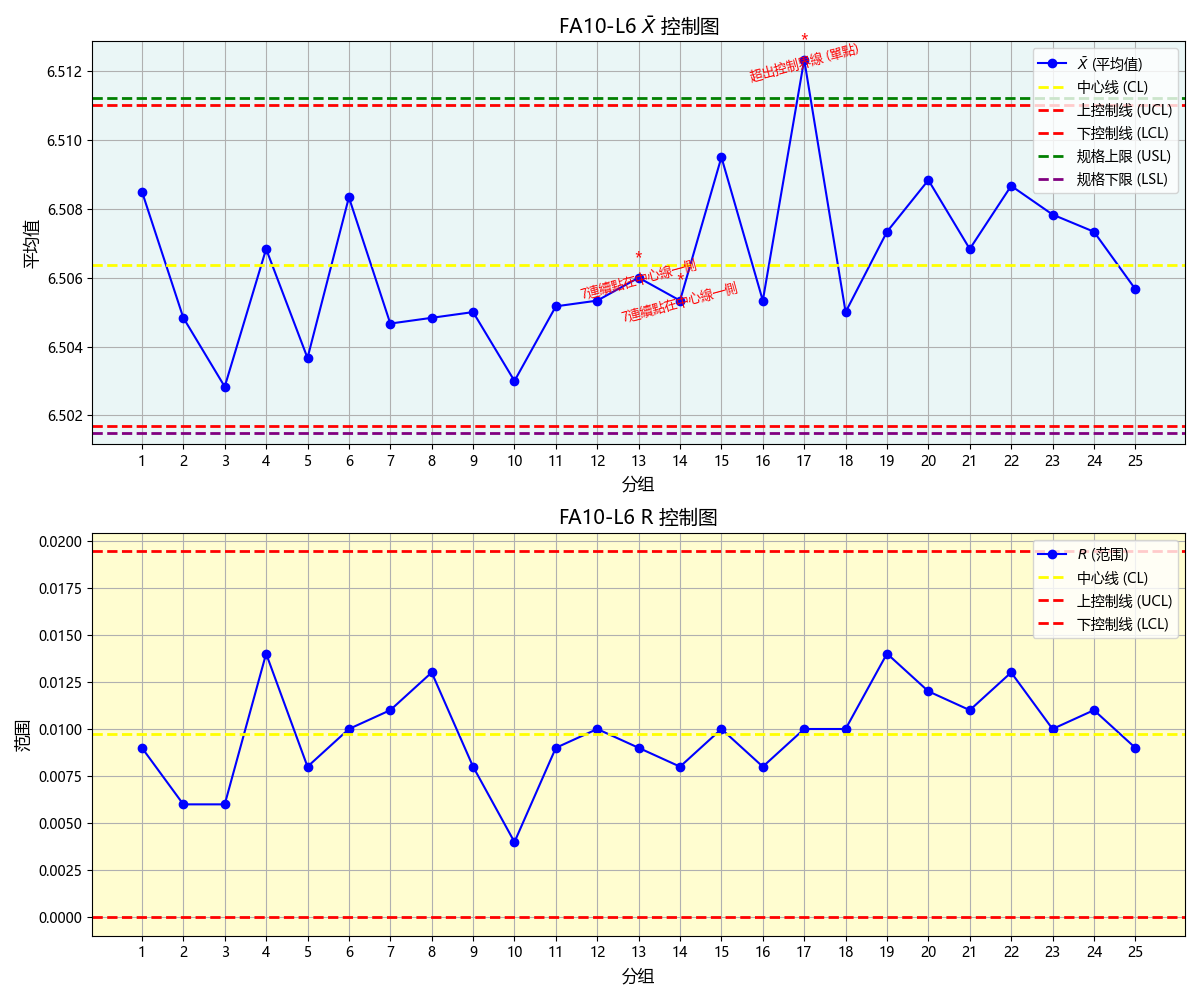 FA10-L6 X̄ 控制图
平均值
6.512
6.510
6.508
6.506
6.504
6.502
*
超出控制界線 (單點)
*
7連續點在中心線一側
*
7連續點在中心線一側
X̄ (平均值)
中心线 (CL)
上控制线 (UCL)
下控制线 (LCL)
规格上限 (USL)
规格下限 (LSL)
1 2 3 4 5 6 7 8 9 10 11 12 13 14 15 16 17 18 19 20 21 22 23 24 25
分组
FA10-L6 R 控制图
范围
0.0200
0.0175
0.0150
0.0125
0.0100
0.0075
0.0050
0.0025
0.0000
R (范围)
中心线 (CL)
上控制线 (UCL)
下控制线 (LCL)
1 2 3 4 5 6 7 8 9 10 11 12 13 14 15 16 17 18 19 20 21 22 23 24 25
分组